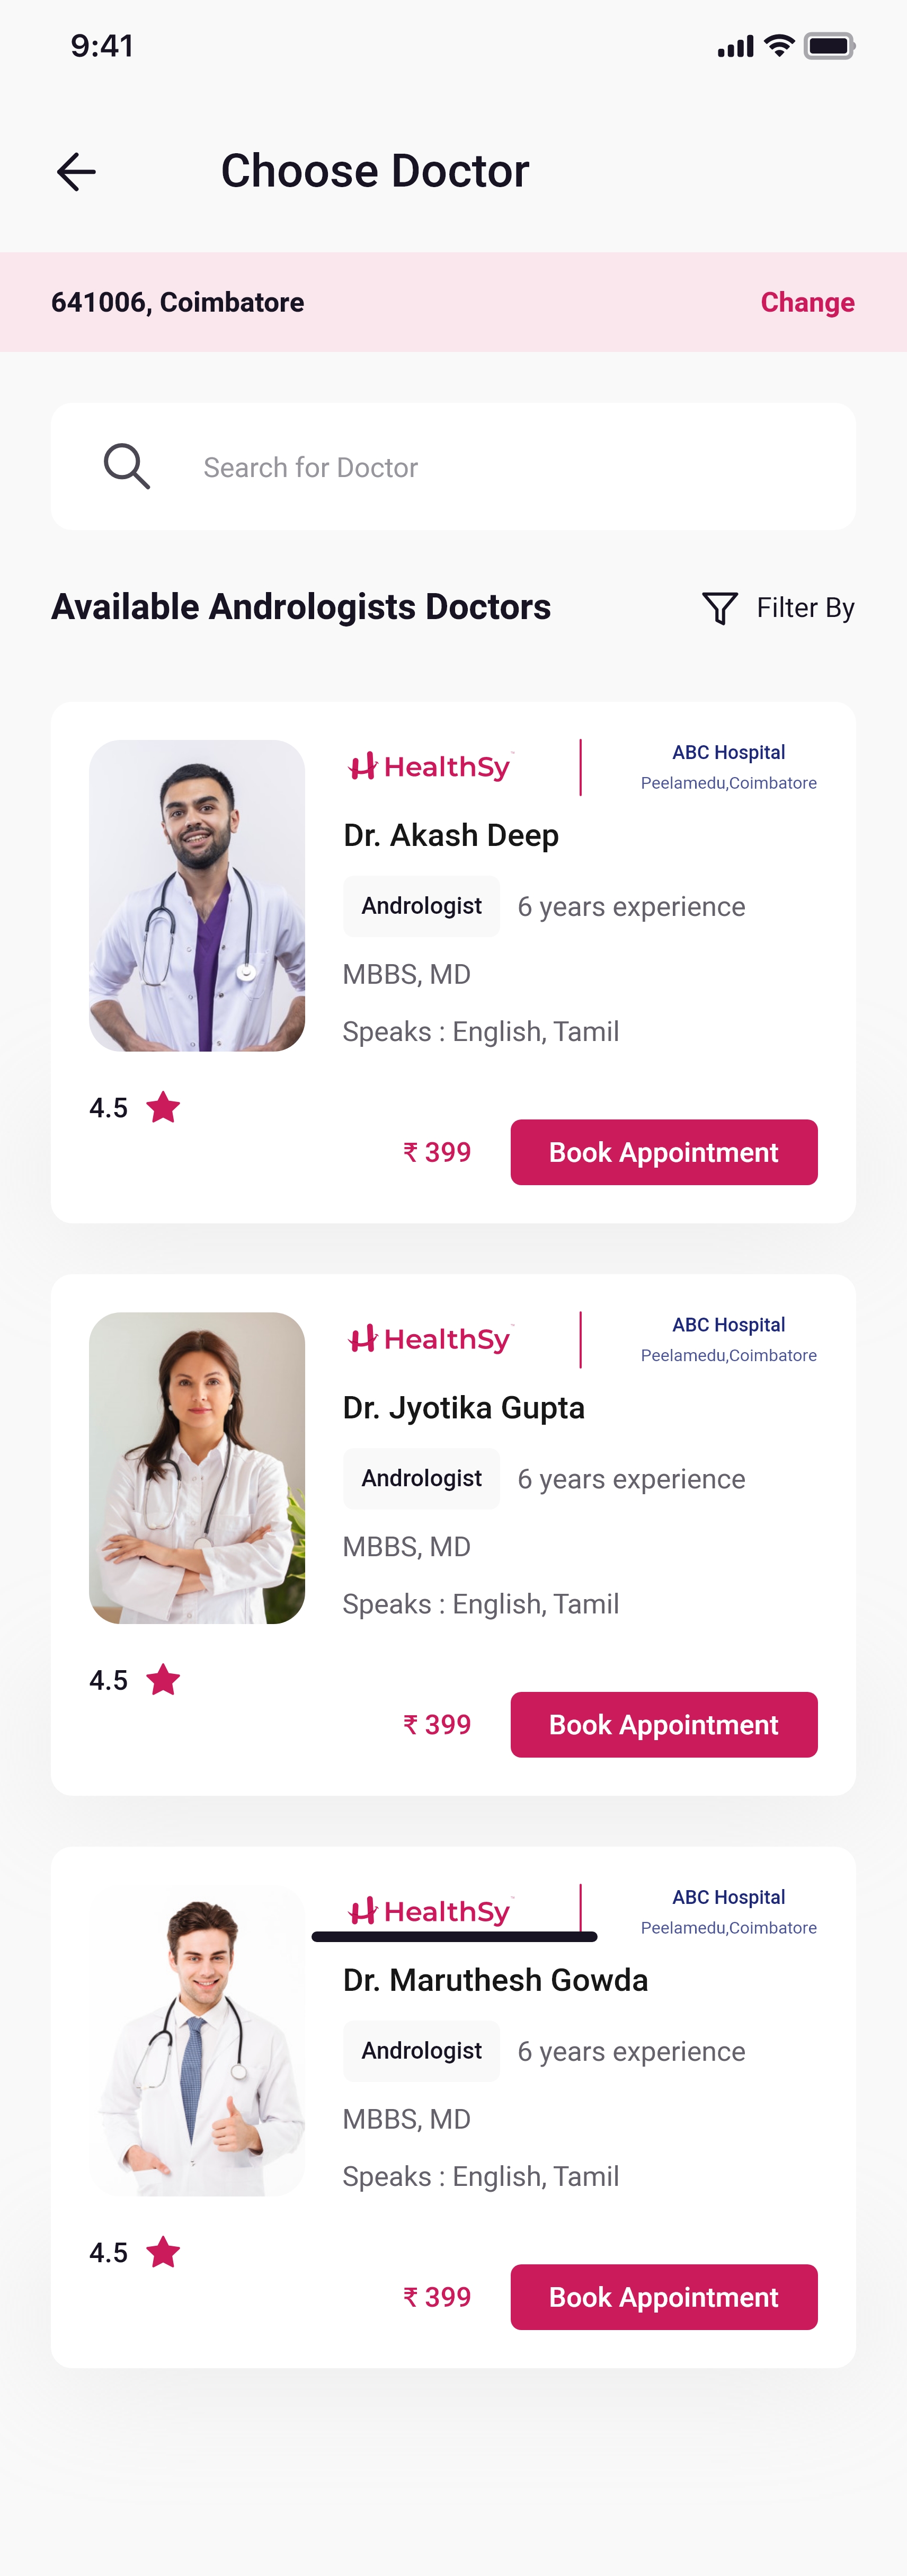 9:41
Choose Doctor
641006, Coimbatore
Change
Search for Doctor
Available Andrologists Doctors
Filter By
HealthSy
ABC Hospital
Peelamedu,Coimbatore
Dr. Akash Deep
Andrologist
6 years experience
MBBS, MD
Speaks : English, Tamil
4.5
₹ 399
Book Appointment
HealthSy
ABC Hospital
Peelamedu,Coimbatore
Dr. Jyotika Gupta
Andrologist
6 years experience
MBBS, MD
Speaks : English, Tamil
4.5
₹ 399
Book Appointment
HealthSy
ABC Hospital
Peelamedu,Coimbatore
Dr. Maruthesh Gowda
Andrologist
6 years experience
MBBS, MD
Speaks : English, Tamil
4.5
₹ 399
Book Appointment